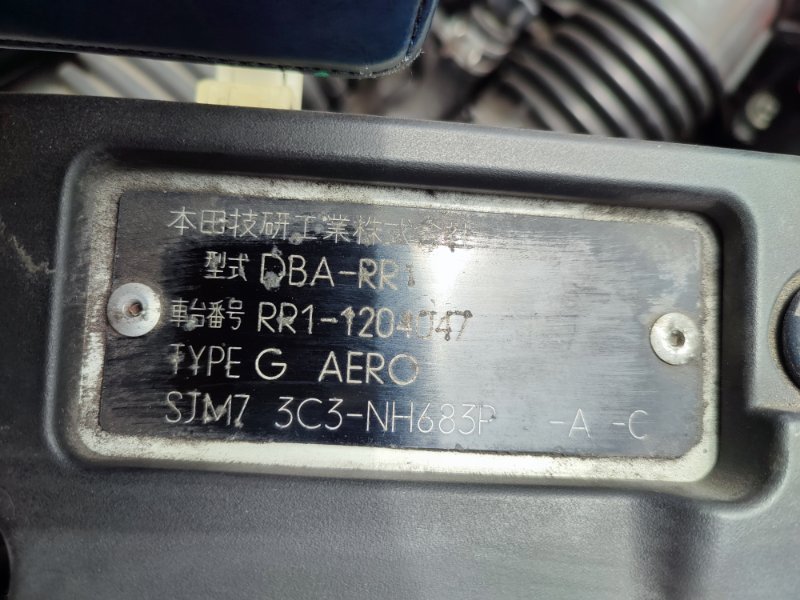 本田技研工業株式会社
型式 DBA-RR1
車台番号 RR1-1204047
TYPE G AERO
SJM7 3C3-NH683P -A -C